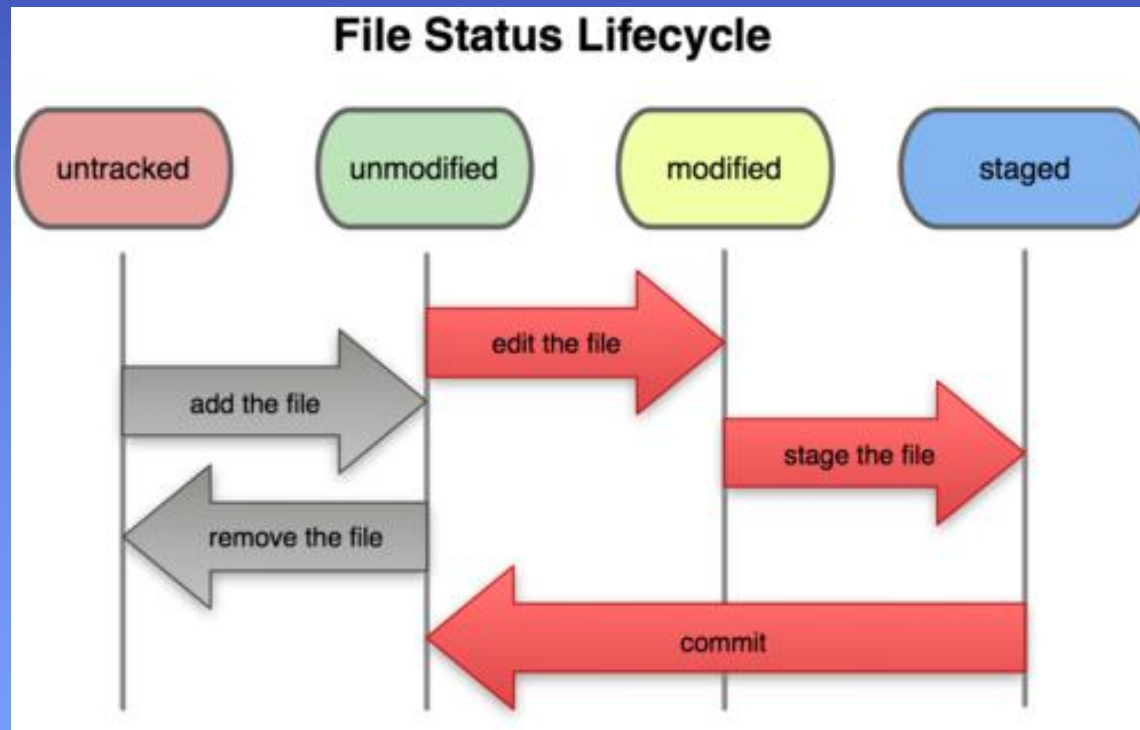 File Status Lifecycle
untracked
unmodified
modified
staged
edit the file
add the file
stage the file
remove the file
commit